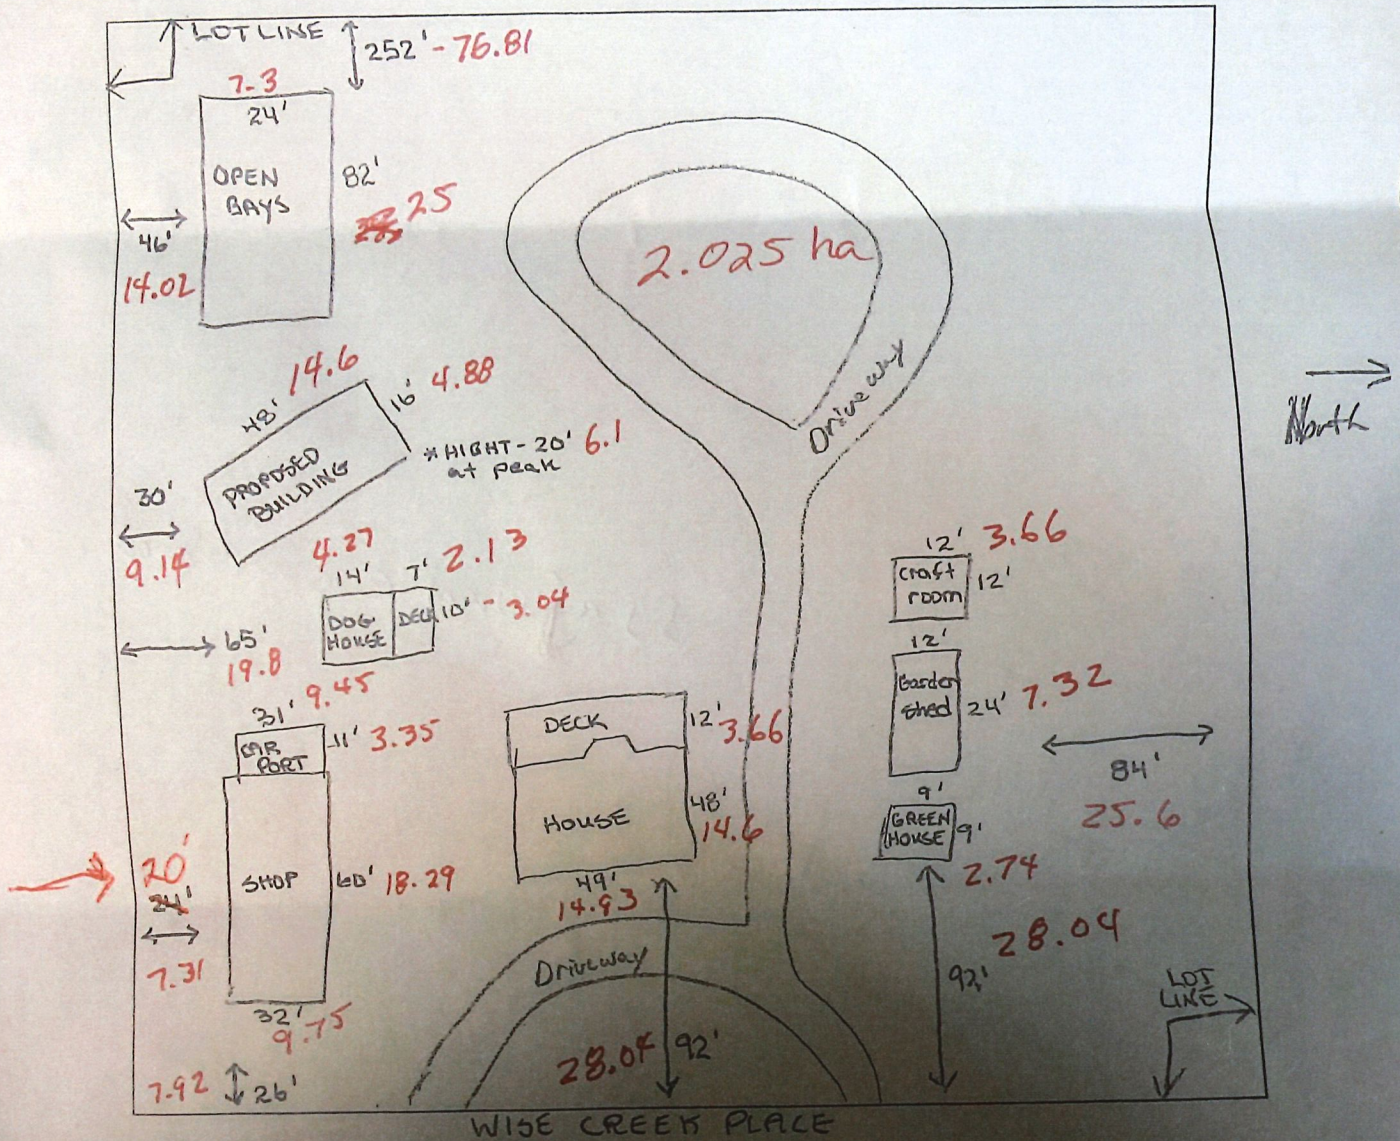 LOT LINE
252' - 76.81
7.3
24'
OPEN
BAYS
82'
25
46'
14.02
2.025 ha
Driveway
North
14.6
48'
16' 4.88
PROPOSED
BUILDING
* HIGHT - 20' 6.1
at peak
30'
9.14
4.27
14'
7' 2.13
DOG
HOUSE
DECK
10' - 3.04
65'
19.8
12' 3.66
craft
room
12'
12'
Garden
shed
24' 7.32
84'
25.6
9'
GREEN
HOUSE
9'
2.74
9.45
31'
CAR
PORT
11' 3.35
DECK
12'
3.66
HOUSE
48'
14.6
49'
14.93
20'
24'
7.31
SHOP
60' 18.29
32'
9.75
Driveway
28.04 92'
92' 28.04
LOT
LINE
7.92 26'
WISE CREEK PLACE